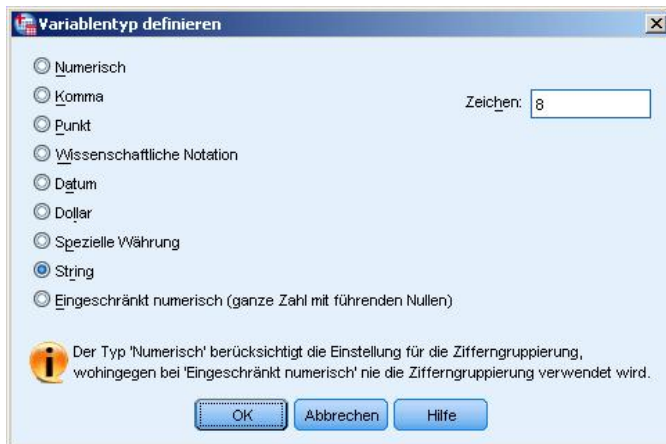 Variablentyp definieren
Numerisch
Komma
Zeichen: 8
Punkt
Wissenschaftliche Notation
Datum
Dollar
Spezielle Währung
String
Eingeschränkt numerisch (ganze Zahl mit führenden Nullen)
Der Typ 'Numerisch' berücksichtigt die Einstellung für die Zifferngruppierung,
wohingegen bei 'Eingeschränkt numerisch' nie die Zifferngruppierung verwendet wird.
OK Abbrechen Hilfe